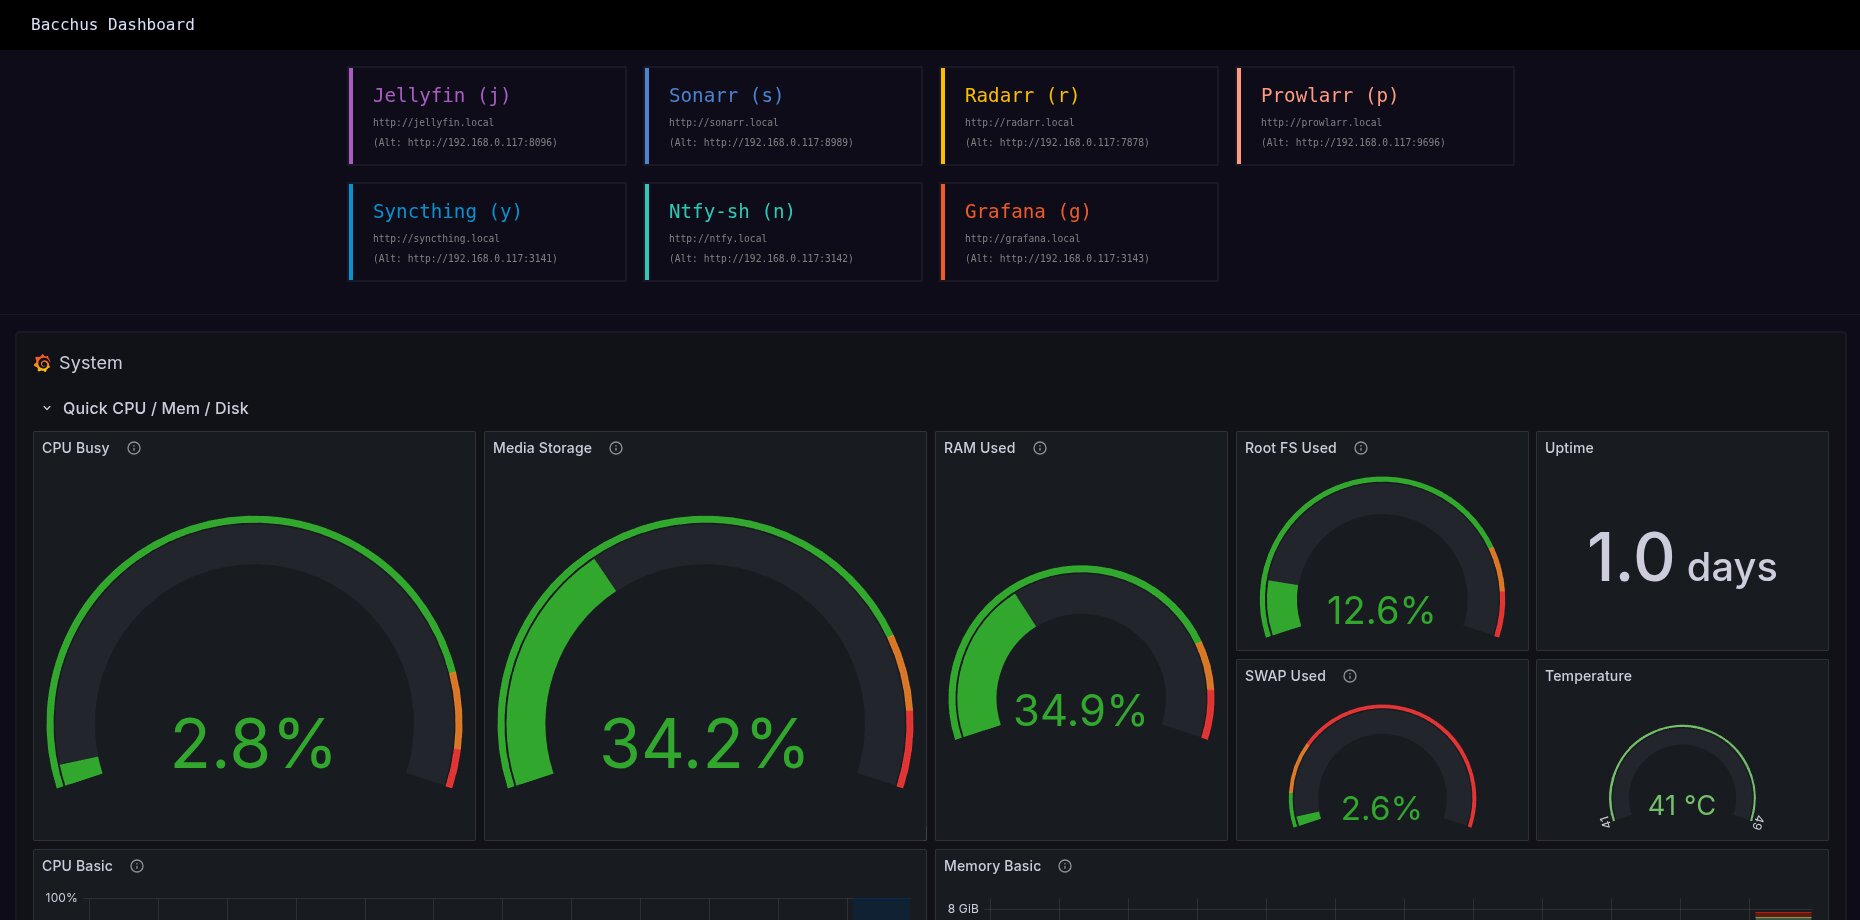 Bacchus Dashboard
Jellyfin (j)
http://jellyfin.local
(Alt: http://192.168.0.117:8096)
Sonarr (s)
http://sonarr.local
(Alt: http://192.168.0.117:8989)
Radarr (r)
http://radarr.local
(Alt: http://192.168.0.117:7878)
Prowlarr (p)
http://prowlarr.local
(Alt: http://192.168.0.117:9696)
Syncthing (y)
http://syncthing.local
(Alt: http://192.168.0.117:3141)
Ntfy-sh (n)
http://ntfy.local
(Alt: http://192.168.0.117:3142)
Grafana (g)
http://grafana.local
(Alt: http://192.168.0.117:3143)
System
Quick CPU / Mem / Disk
CPU Busy
2.8%
Media Storage
34.2%
RAM Used
34.9%
Root FS Used
12.6%
Uptime
1.0 days
SWAP Used
2.6%
Temperature
41 °C
41
49
CPU Basic
100%
Memory Basic
8 GiB